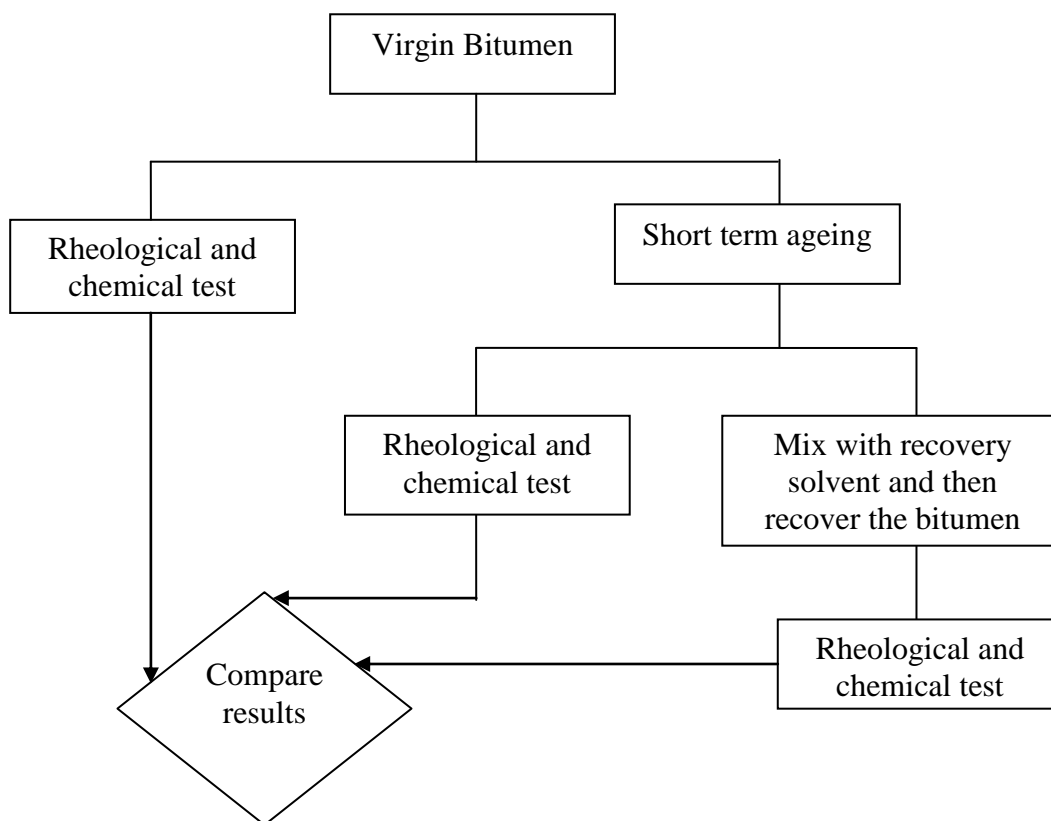 Virgin Bitumen
Rheological and
chemical test
Short term ageing
Rheological and
chemical test
Mix with recovery
solvent and then
recover the bitumen
Rheological and
chemical test
Compare
results